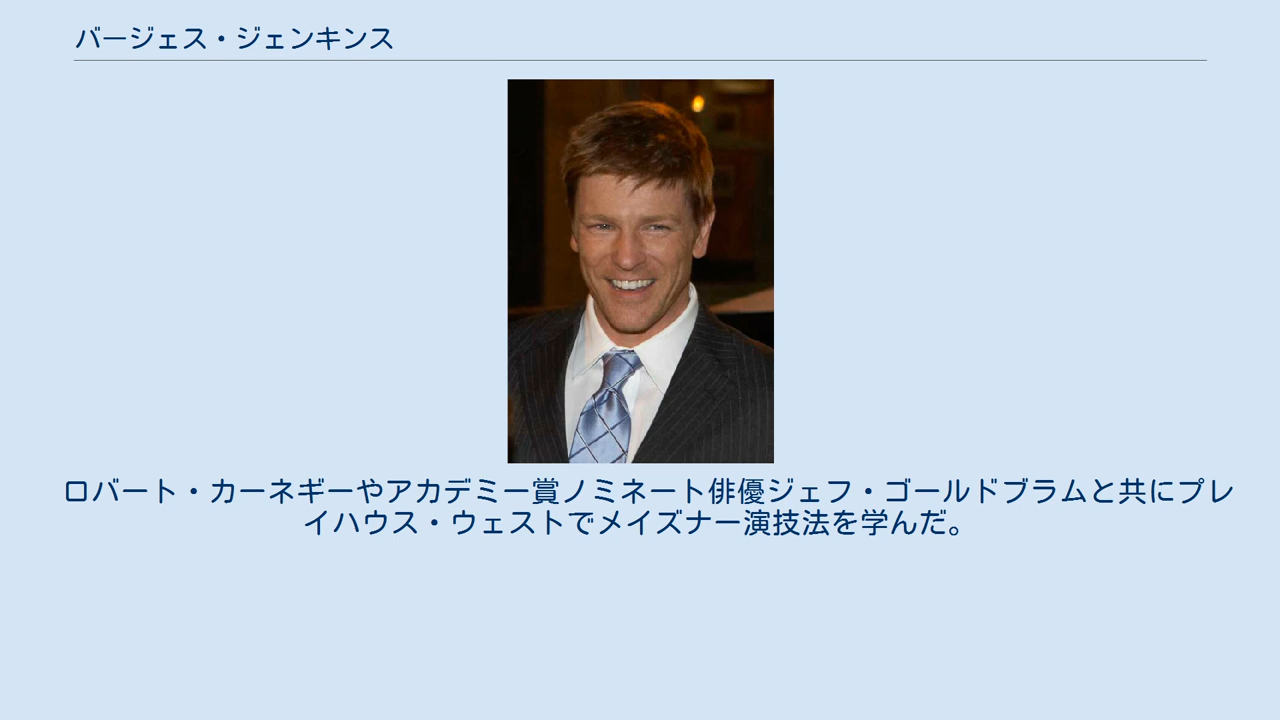 バージェス・ジェンキンス
ロバート・カーネギーやアカデミー賞ノミネート俳優ジェフ・ゴールドブラムと共にプレ
イハウス・ウェストでメイズナー演技法を学んだ。